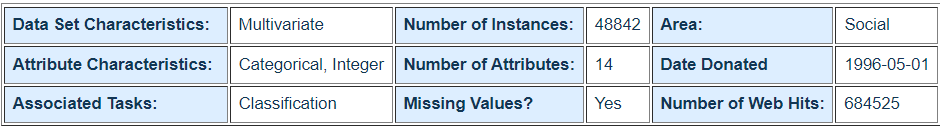 Data Set Characteristics: Multivariate Number of Instances: 48842 Area: Social
Attribute Characteristics: Categorical, Integer Number of Attributes: 14 Date Donated 1996-05-01
Associated Tasks: Classification Missing Values? Yes Number of Web Hits: 684525